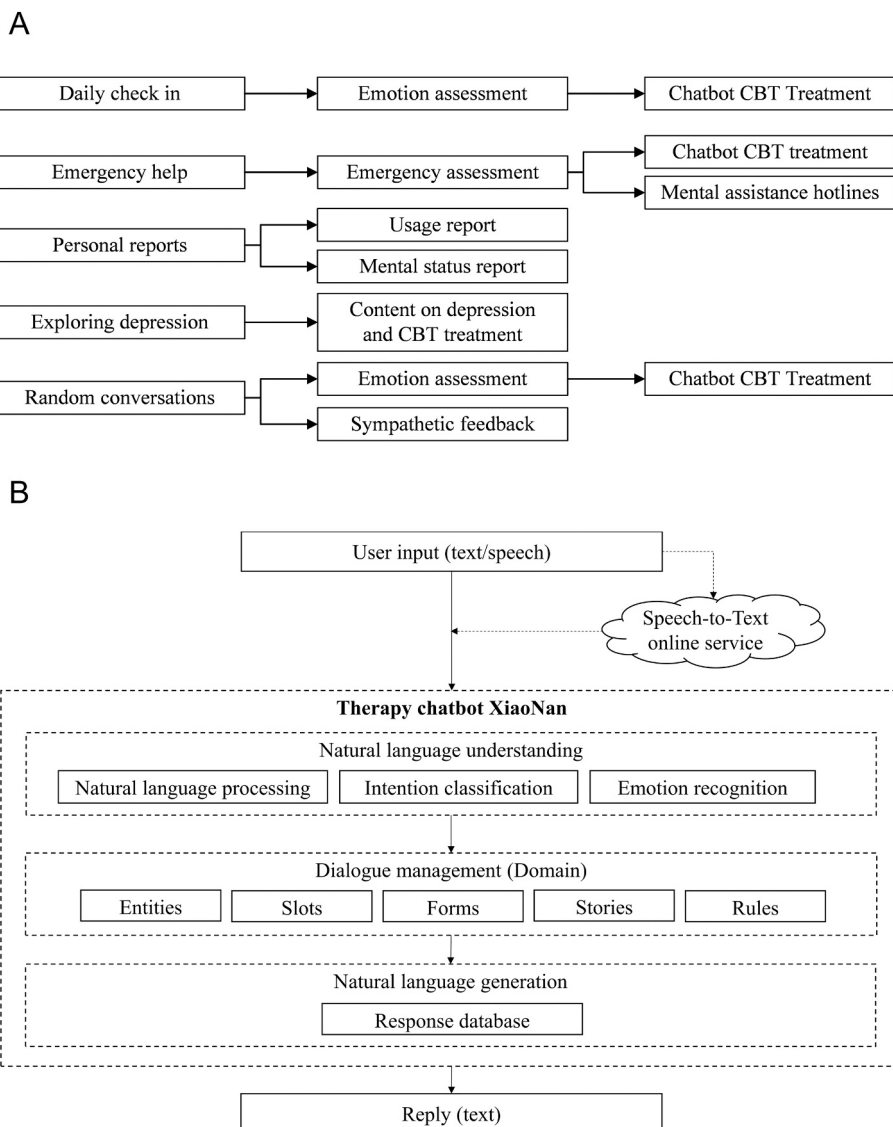 A
Daily check in
Emotion assessment
Chatbot CBT Treatment
Emergency help
Emergency assessment
Chatbot CBT treatment
Mental assistance hotlines
Personal reports
Usage report
Mental status report
Exploring depression
Content on depression
and CBT treatment
Random conversations
Emotion assessment
Chatbot CBT Treatment
Sympathetic feedback
B
User input (text/speech)
Speech-to-Text
online service
Therapy chatbot XiaoNan
Natural language understanding
Natural language processing
Intention classification
Emotion recognition
Dialogue management (Domain)
Entities
Slots
Forms
Stories
Rules
Natural language generation
Response database
Reply (text)